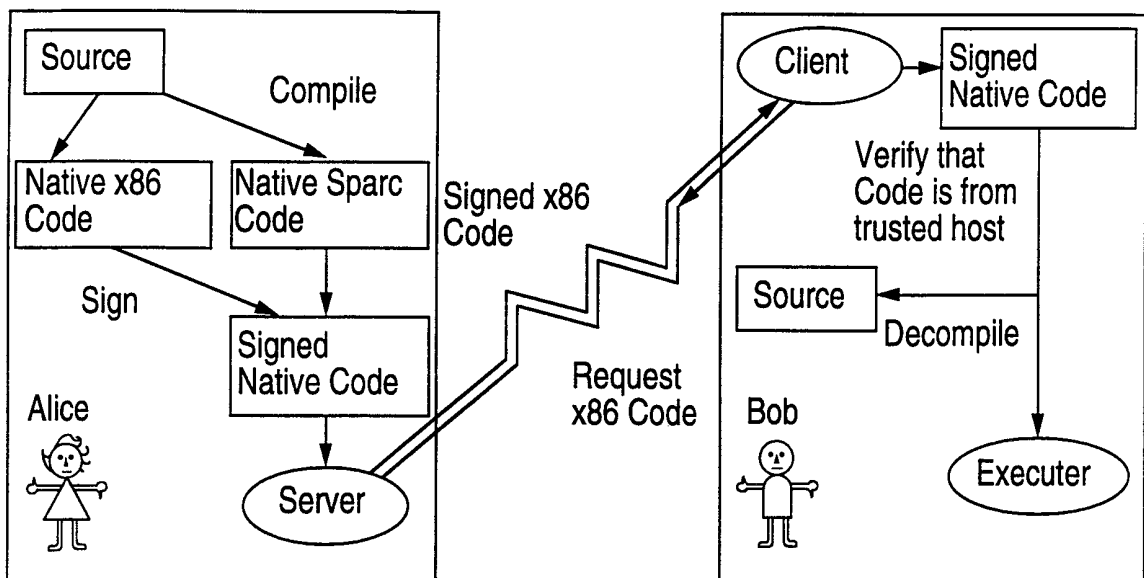 Source
Compile
Native x86
Code
Native Sparc
Code
Sign
Signed
Native Code
Alice
Server
Signed x86
Code
Request
x86 Code
Client
Signed
Native Code
Verify that
Code is from
trusted host
Source
Decompile
Bob
Executer